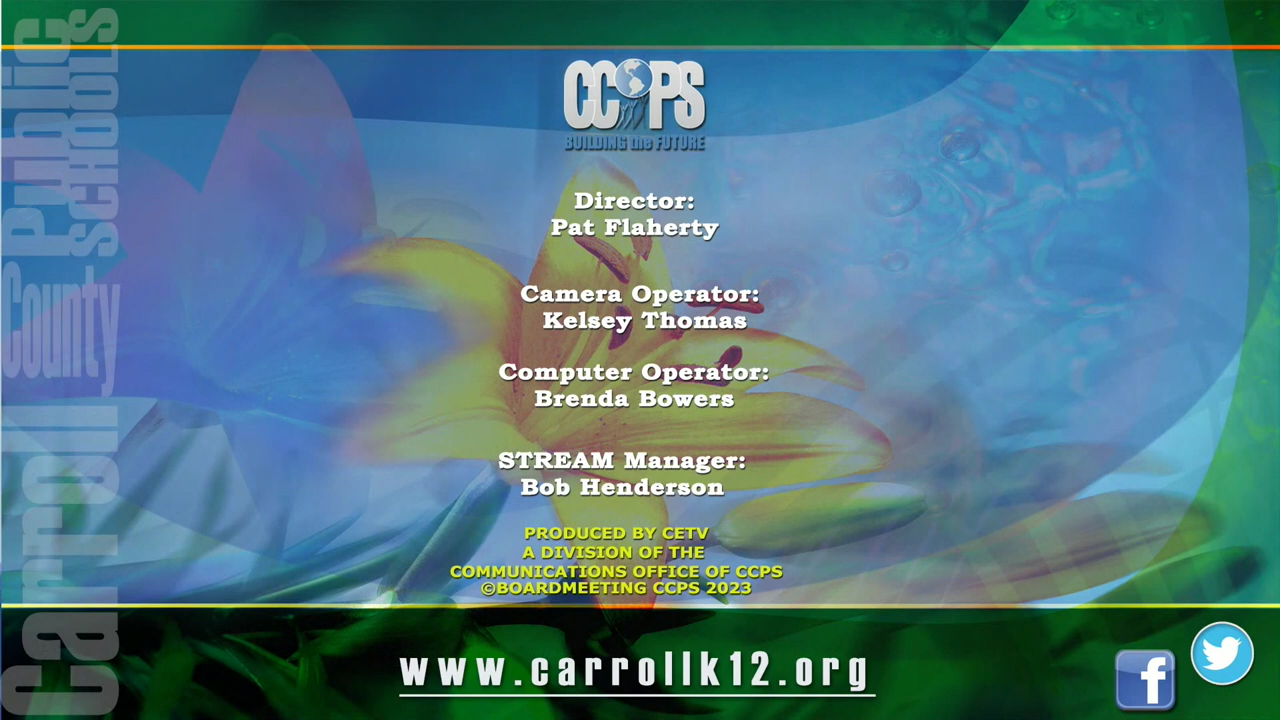 Carroll County Public SCHOOLS
CCPS
BUILDING the FUTURE
Director:
Pat Flaherty
Camera Operator:
Kelsey Thomas
Computer Operator:
Brenda Bowers
STREAM Manager:
Bob Henderson
PRODUCED BY CETV
A DIVISION OF THE
COMMUNICATIONS OFFICE OF CCPS
©BOARDMEETING CCPS 2023
www.carrollk12.org
f